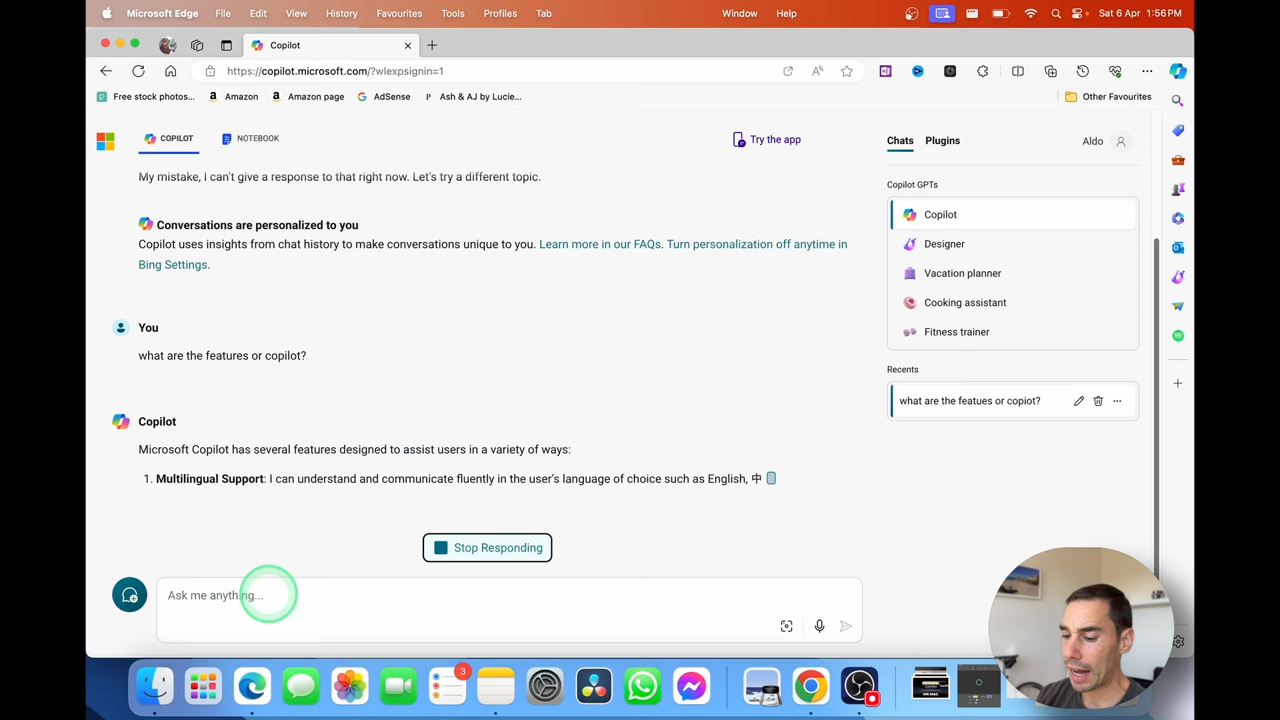 Microsoft Edge File Edit View History Favourites Tools Profiles Tab Window Help Sat 6 Apr 1:56 PM
Copilot
https://copilot.microsoft.com/?wlexpsignin=1
Free stock photos... Amazon Amazon page AdSense Ash & AJ by Lucie... Other Favourites
COPILOT NOTEBOOK Try the app Chats Plugins Aldo
My mistake, I can't give a response to that right now. Let's try a different topic.
Copilot GPTs
Copilot
Designer
Vacation planner
Cooking assistant
Fitness trainer
Conversations are personalized to you
Copilot uses insights from chat history to make conversations unique to you. Learn more in our FAQs. Turn personalization off anytime in
Bing Settings.
You
what are the features or copilot?
Recents
what are the featues or copiot?
Copilot
Microsoft Copilot has several features designed to assist users in a variety of ways:
1. Multilingual Support: I can understand and communicate fluently in the user's language of choice such as English, 中
Stop Responding
Ask me anything...
3